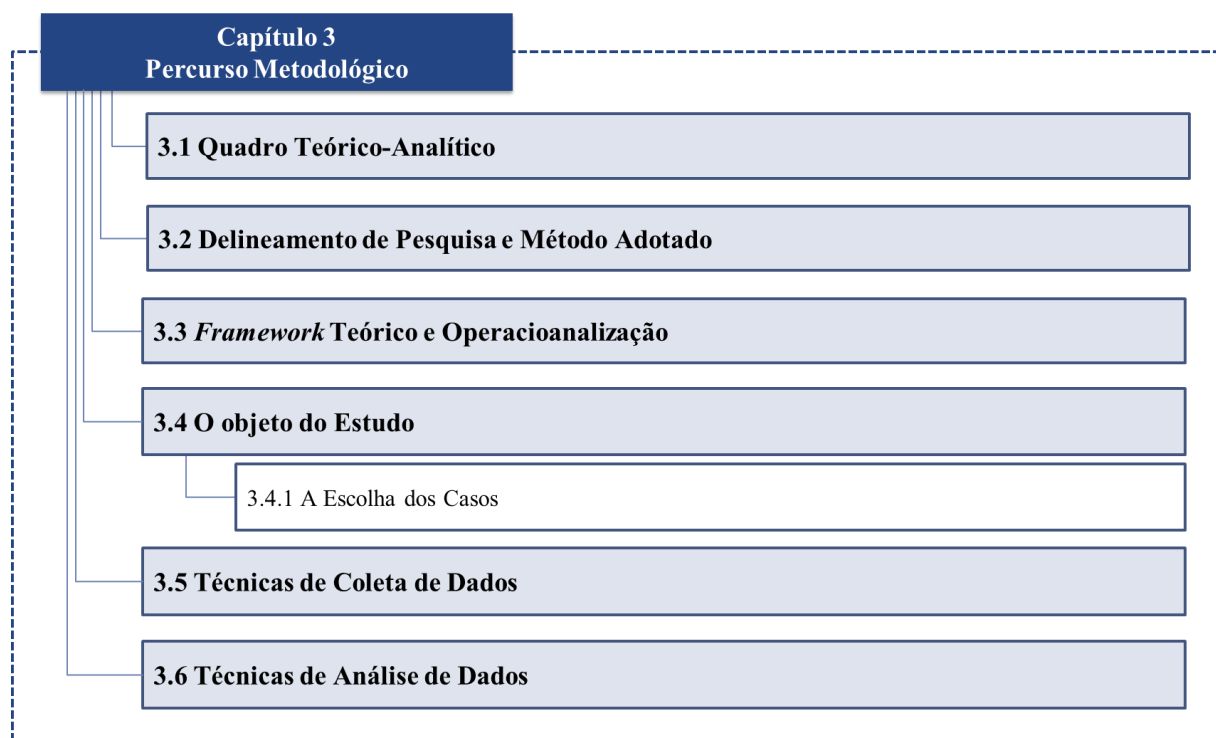 Capítulo 3
Percurso Metodológico
3.1 Quadro Teórico-Analítico
3.2 Delineamento de Pesquisa e Método Adotado
3.3 Framework Teórico e Operacioanalização
3.4 O objeto do Estudo
3.4.1 A Escolha dos Casos
3.5 Técnicas de Coleta de Dados
3.6 Técnicas de Análise de Dados